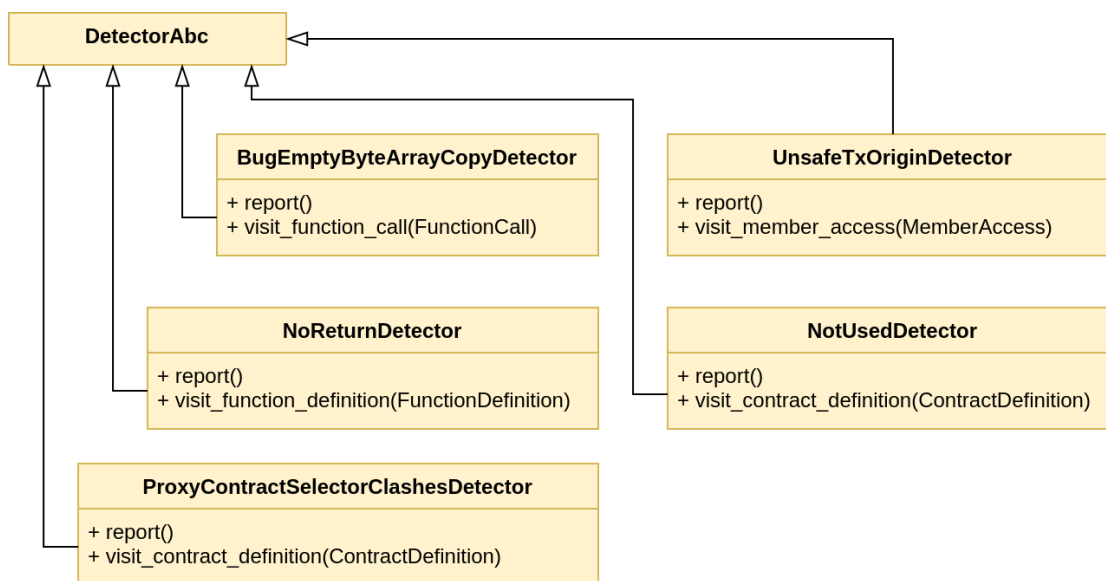 DetectorAbc
BugEmptyByteArrayCopyDetector
+ report()
+ visit_function_call(FunctionCall)
UnsafeTxOriginDetector
+ report()
+ visit_member_access(MemberAccess)
NoReturnDetector
+ report()
+ visit_function_definition(FunctionDefinition)
NotUsedDetector
+ report()
+ visit_contract_definition(ContractDefinition)
ProxyContractSelectorClashesDetector
+ report()
+ visit_contract_definition(ContractDefinition)